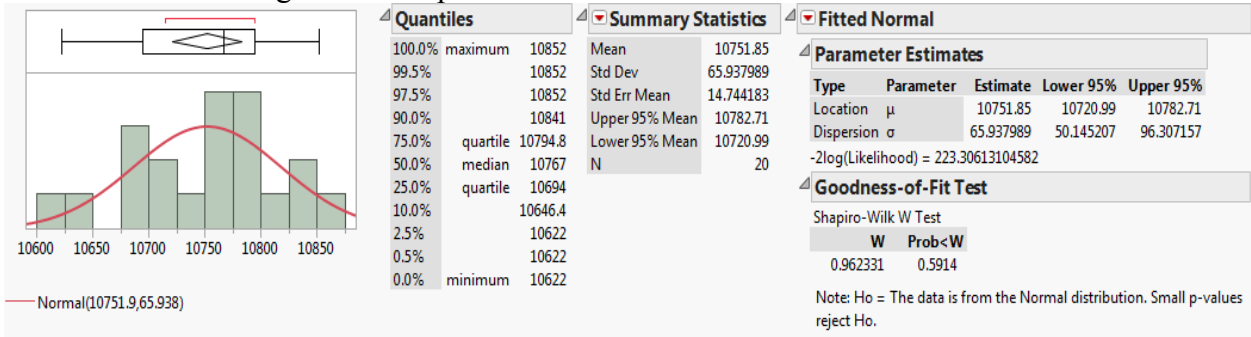 10600 10650 10700 10750 10800 10850
Normal(10751.9,65.938)
Quantiles
100.0% maximum 10852
99.5% 10852
97.5% 10852
90.0% 10841
75.0% quartile 10794.8
50.0% median 10767
25.0% quartile 10694
10.0% 10646.4
2.5% 10622
0.5% 10622
0.0% minimum 10622
Summary Statistics
Mean 10751.85
Std Dev 65.937989
Std Err Mean 14.744183
Upper 95% Mean 10782.71
Lower 95% Mean 10720.99
N 20
Fitted Normal
Parameter Estimates
Type Parameter Estimate Lower 95% Upper 95%
Location μ 10751.85 10720.99 10782.71
Dispersion σ 65.937989 50.145207 96.307157
-2log(Likelihood) = 223.30613104582
Goodness-of-Fit Test
Shapiro-Wilk W Test
W Prob<W
0.962331 0.5914
Note: Ho = The data is from the Normal distribution. Small p-values
reject Ho.